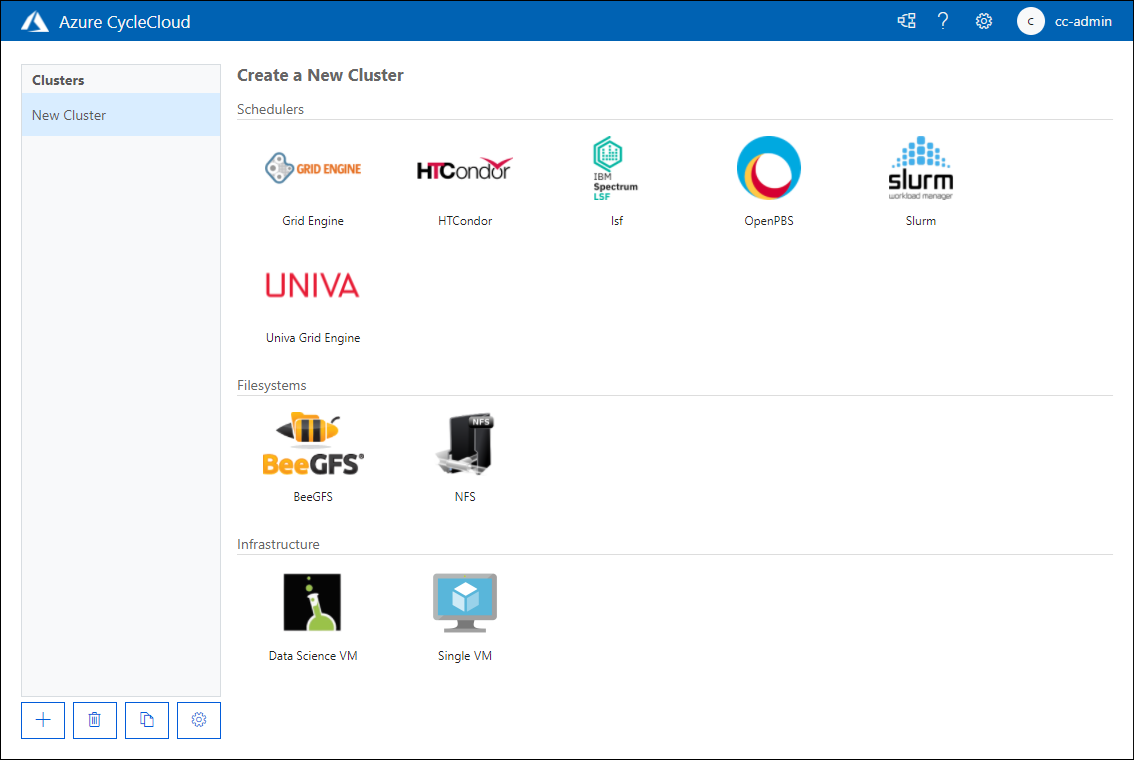 Azure CycleCloud
?
C
cc-admin
Clusters
New Cluster
Create a New Cluster
Schedulers
GRID ENGINE
HTCondor
IBM
Spectrum
LSF
slurm
workload manager
Grid Engine
HTCondor
lsf
OpenPBS
Slurm
UNIVA
Univa Grid Engine
Filesystems
BeeGFS®
NFS
BeeGFS
NFS
Infrastructure
Data Science VM
Single VM